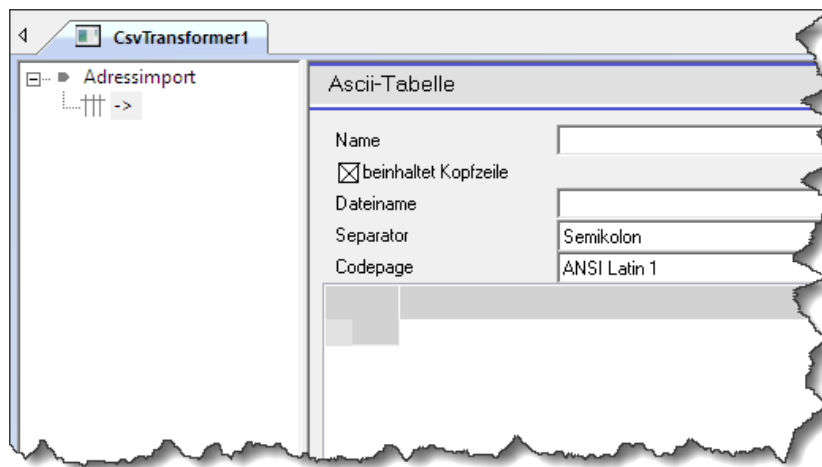 CsvTransformer1
Adressimport
->
Ascii-Tabelle
Name
beinhaltet Kopfzeile
Dateiname
Separator Semikolon
Codepage ANSI Latin 1